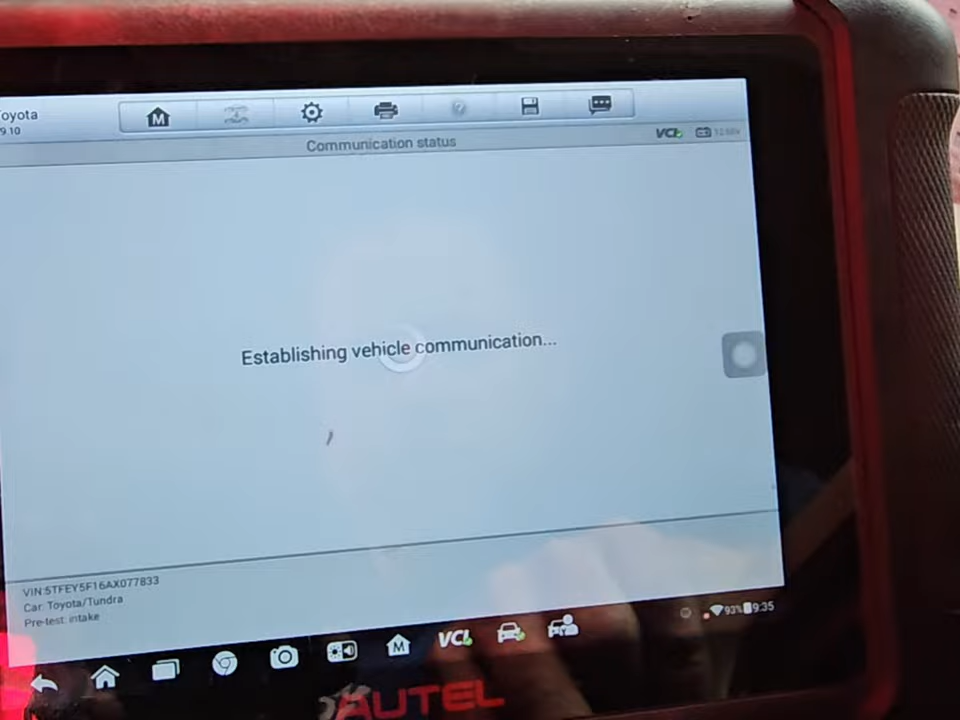 oyota
9.10
M
?
Communication status
VCI
Establishing vehicle communication...
VIN:5TFEY5F16AX077833
Car: Toyota/Tundra
Pre-test: intake
93% 9:35
M
VCI
AUTEL